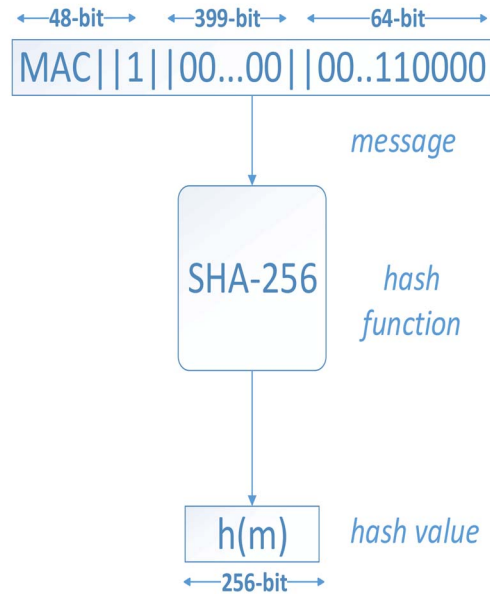 48-bit 399-bit 64-bit
MAC||1||00...00||00..110000
message
SHA-256
hash
function
h(m)
hash value
256-bit